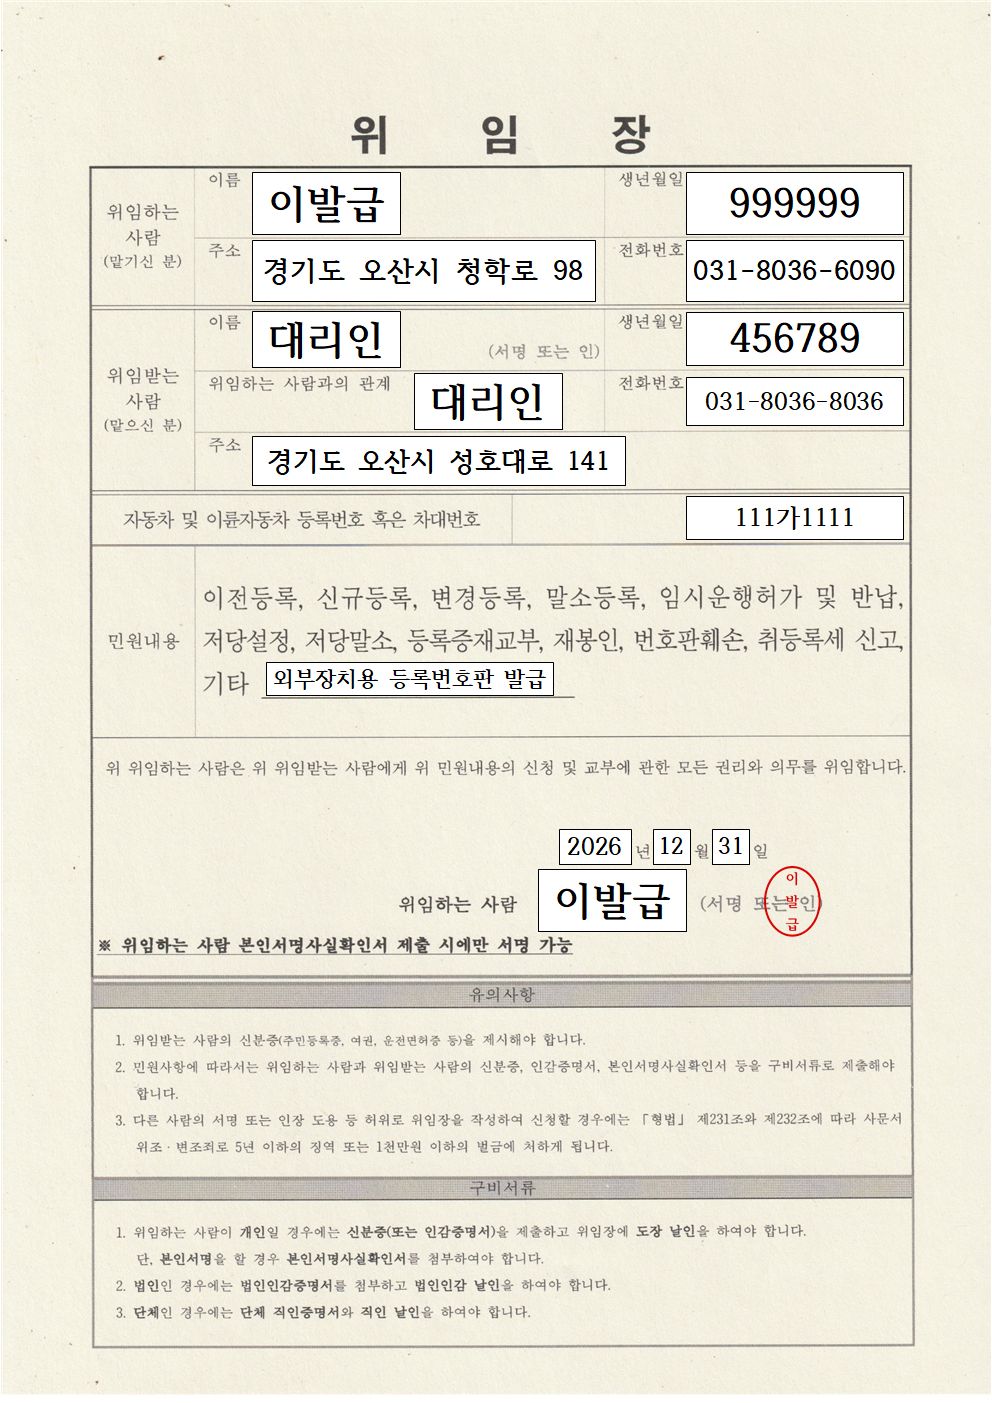 위 임 장
위임하는 사람 (맡기신 분)
이름 이발급 생년월일 999999
주소 경기도 오산시 청학로 98 전화번호 031-8036-6090
위임받는 사람 (맡으신 분)
이름 대리인 (서명 또는 인) 생년월일 456789
위임하는 사람과의 관계 대리인 전화번호 031-8036-8036
주소 경기도 오산시 성호대로 141
자동차 및 이륜자동차 등록번호 혹은 차대번호 111가1111
민원내용
이전등록, 신규등록, 변경등록, 말소등록, 임시운행허가 및 반납,
저당설정, 저당말소, 등록증재교부, 재봉인, 번호판훼손, 취등록세 신고,
기타 외부장치용 등록번호판 발급
위 위임하는 사람은 위 위임받는 사람에게 위 민원내용의 신청 및 교부에 관한 모든 권리와 의무를 위임합니다.
2026 년 12 월 31 일
위임하는 사람 이발급 (서명 또는 인)
이발급
※ 위임하는 사람 본인서명사실확인서 제출 시에만 서명 가능
유의사항
1. 위임받는 사람의 신분증(주민등록증, 여권, 운전면허증 등)을 제시해야 합니다.
2. 민원사항에 따라서는 위임하는 사람과 위임받는 사람의 신분증, 인감증명서, 본인서명사실확인서 등을 구비서류로 제출해야
합니다.
3. 다른 사람의 서명 또는 인장 도용 등 허위로 위임장을 작성하여 신청할 경우에는 「형법」 제231조와 제232조에 따라 사문서
위조·변조죄로 5년 이하의 징역 또는 1천만원 이하의 벌금에 처하게 됩니다.
구비서류
1. 위임하는 사람이 개인일 경우에는 신분증(또는 인감증명서)을 제출하고 위임장에 도장 날인을 하여야 합니다.
단, 본인서명을 할 경우 본인서명사실확인서를 첨부하여야 합니다.
2. 법인인 경우에는 법인인감증명서를 첨부하고 법인인감 날인을 하여야 합니다.
3. 단체인 경우에는 단체 직인증명서와 직인 날인을 하여야 합니다.